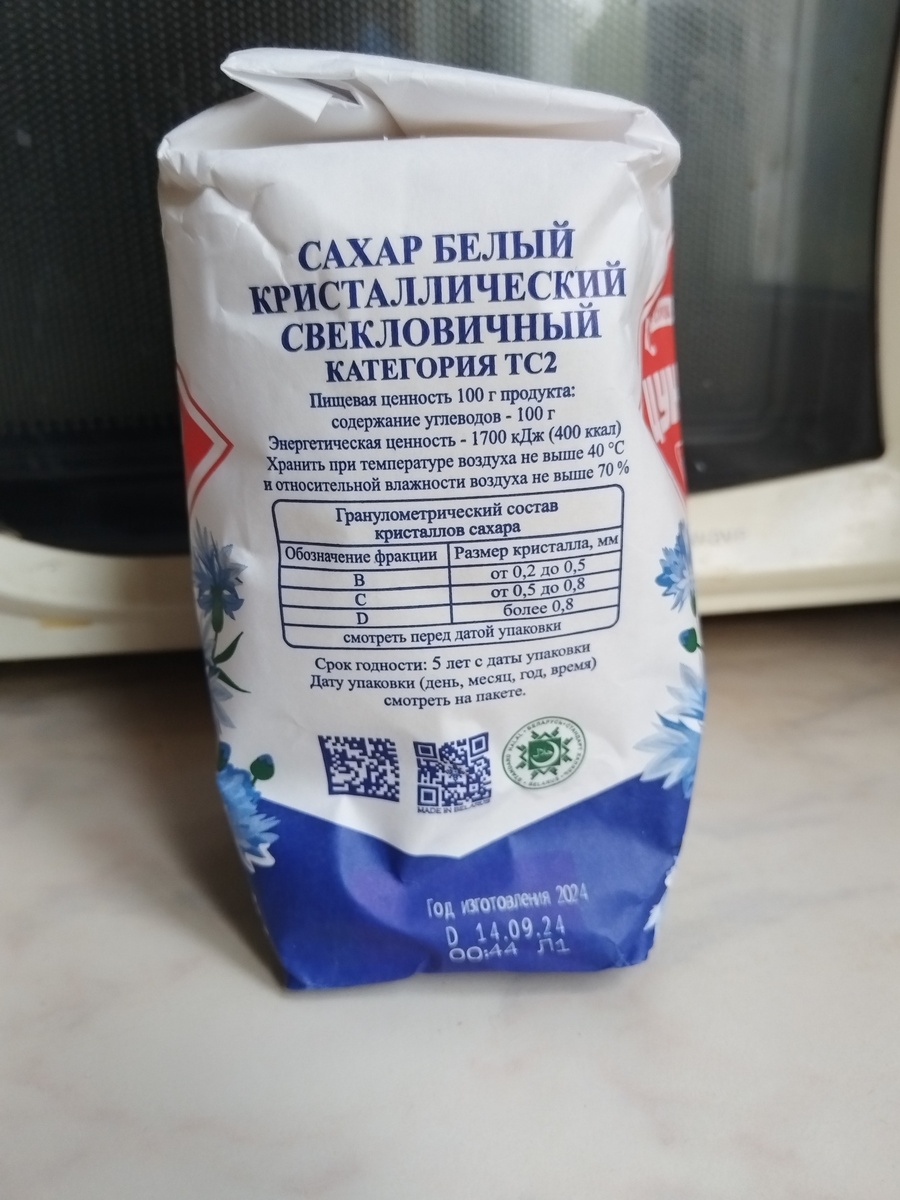 САХАР БЕЛЫЙ
КРИСТАЛЛИЧЕСКИЙ
СВЕКЛОВИЧНЫЙ
КАТЕГОРИЯ ТС2
Пищевая ценность 100 г продукта:
содержание углеводов - 100 г
Энергетическая ценность - 1700 кДж (400 ккал)
Хранить при температуре воздуха не выше 40 °С
и относительной влажности воздуха не выше 70 %
Гранулометрический состав
кристаллов сахара
Обозначение фракции Размер кристалла, мм
B от 0,2 до 0,5
C от 0,5 до 0,8
D более 0,8
смотреть перед датой упаковки
Срок годности: 5 лет с даты упаковки
Дату упаковки (день, месяц, год, время)
смотреть на пакете.
MADE IN BELARUS
Год изготовления 2024
D 14.09.24
00:44 Л1